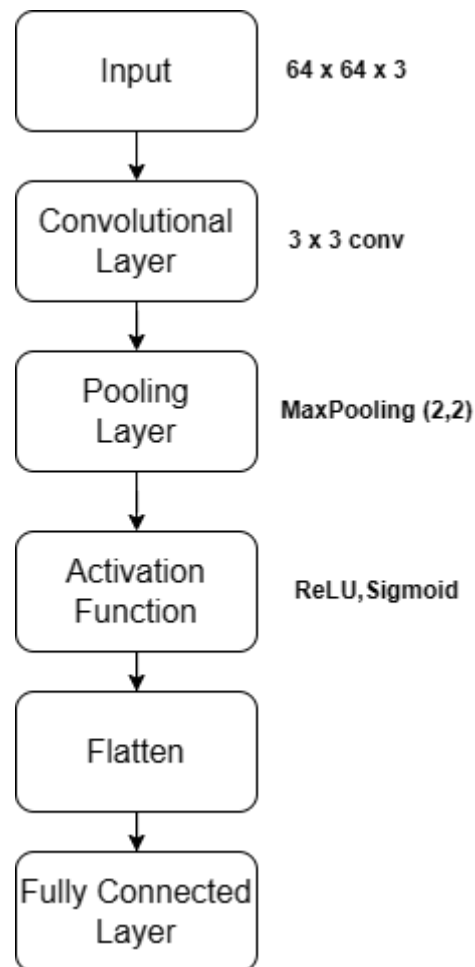 Input
64 x 64 x 3
Convolutional
Layer
3 x 3 conv
Pooling
Layer
MaxPooling (2,2)
Activation
Function
ReLU,Sigmoid
Flatten
Fully Connected
Layer